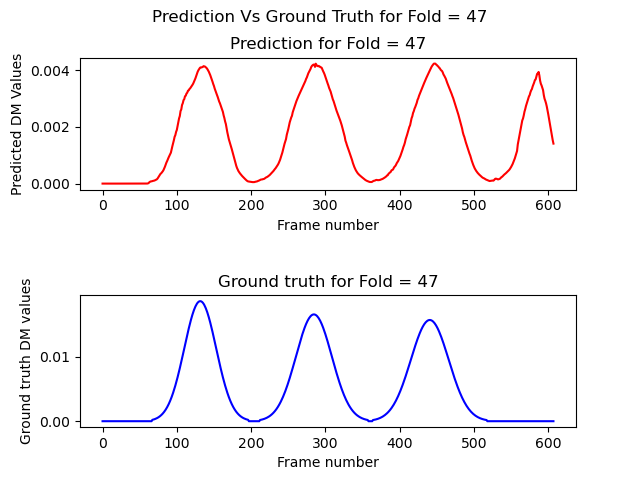 Prediction Vs Ground Truth for Fold = 47
Prediction for Fold = 47
Predicted DM Values
0.004
0.002
0.000
0 100 200 300 400 500 600
Frame number
Ground truth for Fold = 47
Ground truth DM values
0.01
0.00
0 100 200 300 400 500 600
Frame number